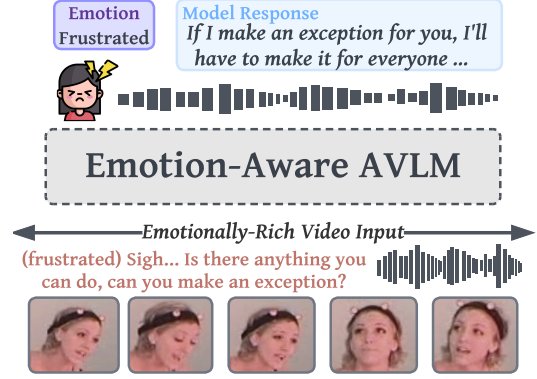 Emotion
Frustrated
Model Response
If I make an exception for you, I'll
have to make it for everyone ...
Emotion-Aware AVLM
Emotionally-Rich Video Input
(frustrated) Sigh... Is there anything you
can do, can you make an exception?